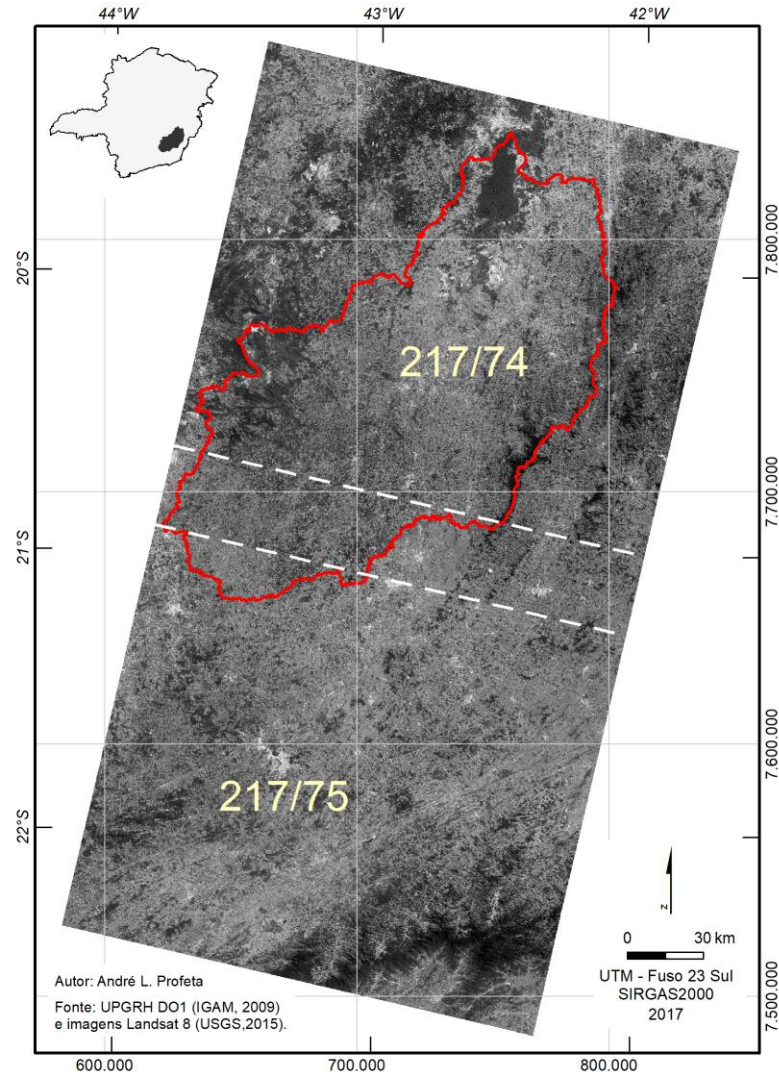 44°W 43°W 42°W
20°S
21°S
22°S
7.800.000
7.700.000
7.600.000
7.500.000
217/74
217/75
N
0 30 km
UTM - Fuso 23 Sul
SIRGAS2000
2017
Autor: André L. Profeta
Fonte: UPGRH DO1 (IGAM, 2009)
e imagens Landsat 8 (USGS,2015).
600.000 700.000 800.000